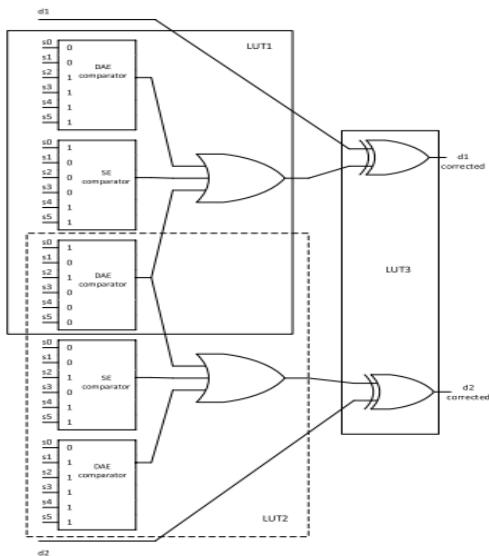 d1
LUT1
s0 0
s1 0
s2 1 DAE comparator
s3 1
s4 1
s5 1
s0 1
s1 0
s2 0 SE comparator
s3 0
s4 1
s5 1
s0 1
s1 0
s2 1 DAE comparator
s3 0
s4 0
s5 0
s0 0
s1 0
s2 1 SE comparator
s3 0
s4 1
s5 1
s0 0
s1 1
s2 1 DAE comparator
s3 1
s4 1
s5 1
LUT2
d2
d1
corrected
LUT3
d2
corrected